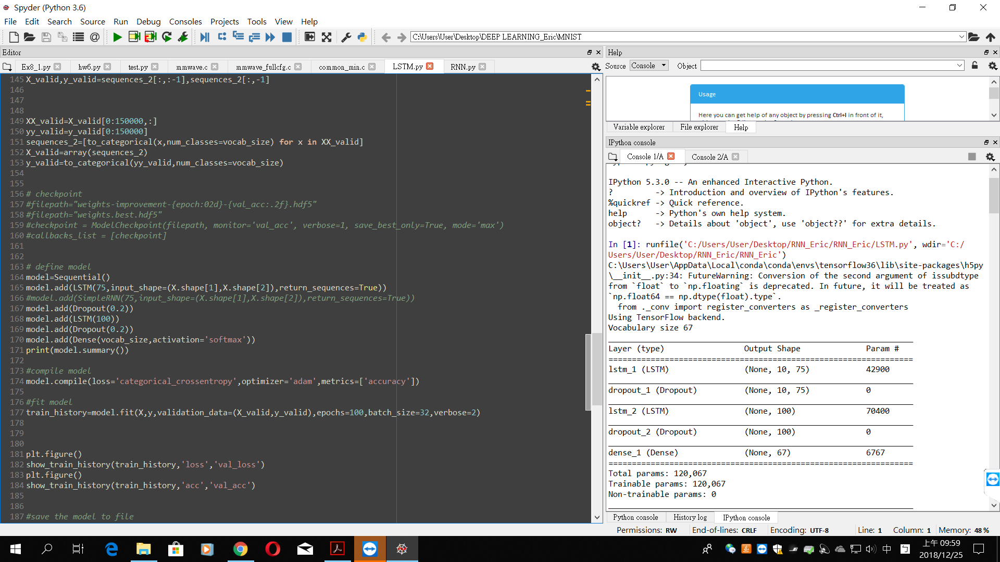 Spyder (Python 3.6)
File Edit Search Source Run Debug Consoles Projects Tools View Help
C:\Users\User\Desktop\DEEP LEARNING_Eric\MNIST
Editor
Ex8_1.py hw6.py test.py mmwave.c mmwave_fullcfg.c common_min.c LSTM.py RNN.py
145 X_valid,y_valid=sequences_2[:,:-1],sequences_2[:,-1]
146
147
148
149 XX_valid=X_valid[0:150000,:]
150 yy_valid=y_valid[0:150000]
151 sequences_2=[to_categorical(x,num_classes=vocab_size) for x in XX_valid]
152 X_valid=array(sequences_2)
153 y_valid=to_categorical(yy_valid,num_classes=vocab_size)
154
155
156 # checkpoint
157 #filepath="weights-improvement-{epoch:02d}-{val_acc:.2f}.hdf5"
158 #filepath="weights.best.hdf5"
159 #checkpoint = ModelCheckpoint(filepath, monitor='val_acc', verbose=1, save_best_only=True, mode='max')
160 #callbacks_list = [checkpoint]
161
162
163 # define model
164 model=Sequential()
165 model.add(LSTM(75,input_shape=(X.shape[1],X.shape[2]),return_sequences=True))
166 #model.add(SimpleRNN(75,input_shape=(X.shape[1],X.shape[2]),return_sequences=True))
167 model.add(Dropout(0.2))
168 model.add(LSTM(100))
169 model.add(Dropout(0.2))
170 model.add(Dense(vocab_size,activation='softmax'))
171 print(model.summary())
172
173 #compile model
174 model.compile(loss='categorical_crossentropy',optimizer='adam',metrics=['accuracy'])
175
176 #fit model
177 train_history=model.fit(X,y,validation_data=(X_valid,y_valid),epochs=100,batch_size=32,verbose=2)
178
179
180
181 plt.figure()
182 show_train_history(train_history,'loss','val_loss')
183 plt.figure()
184 show_train_history(train_history,'acc','val_acc')
185
186
187 #save the model to file
Help
Source Console Object
Usage
Here you can get help of any object by pressing Ctrl+I in front of it,
Variable explorer File explorer Help
IPython console
Console 1/A Console 2/A
IPython 5.3.0 -- An enhanced Interactive Python.
? -> Introduction and overview of IPython's features.
%quickref -> Quick reference.
help -> Python's own help system.
object? -> Details about 'object', use 'object??' for extra details.
In [1]: runfile('C:/Users/User/Desktop/RNN_Eric/RNN_Eric/LSTM.py', wdir='C:/
Users/User/Desktop/RNN_Eric/RNN_Eric')
C:\Users\User\AppData\Local\conda\conda\envs\tensorflow36\lib\site-packages\h5py
\__init__.py:34: FutureWarning: Conversion of the second argument of issubdtype
from `float` to `np.floating` is deprecated. In future, it will be treated as
`np.float64 == np.dtype(float).type`.
from ._conv import register_converters as _register_converters
Using TensorFlow backend.
Vocabulary size 67
Layer (type) Output Shape Param #
lstm_1 (LSTM) (None, 10, 75) 42900
dropout_1 (Dropout) (None, 10, 75) 0
lstm_2 (LSTM) (None, 100) 70400
dropout_2 (Dropout) (None, 100) 0
dense_1 (Dense) (None, 67) 6767
Total params: 120,067
Trainable params: 120,067
Non-trainable params: 0
Python console History log IPython console
Permissions: RW End-of-lines: CRLF Encoding: UTF-8 Line: 1 Column: 1 Memory: 48 %
中
上午 09:59
2018/12/25